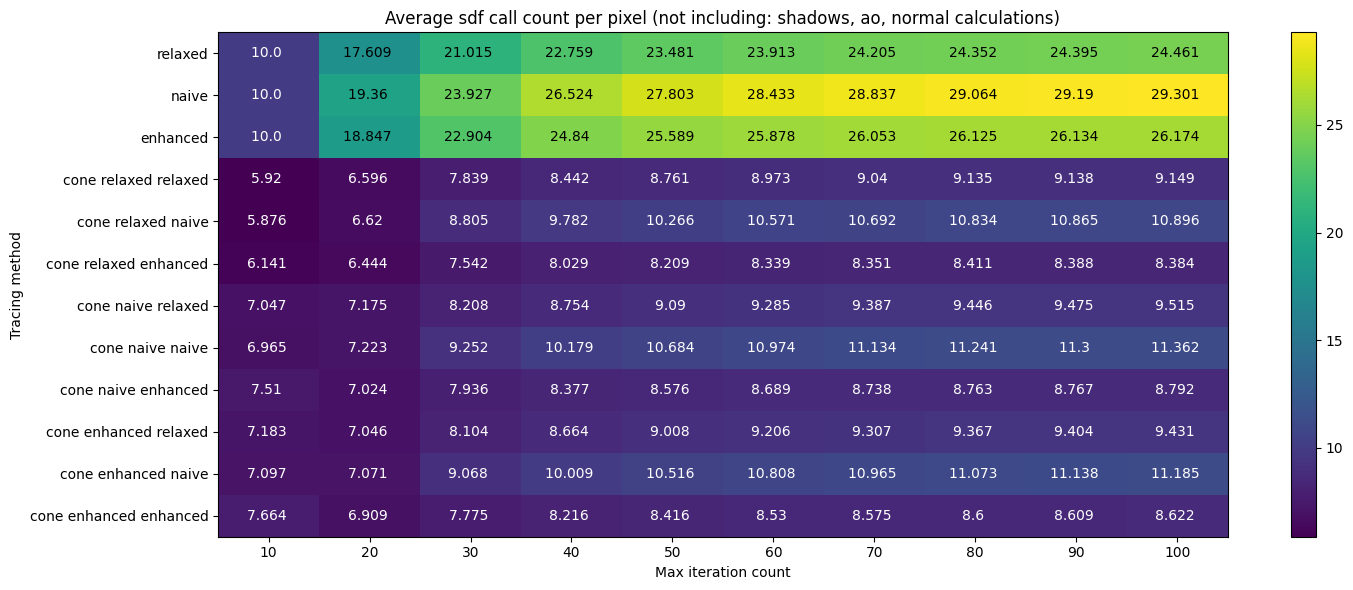 Average sdf call count per pixel (not including: shadows, ao, normal calculations)
relaxed 10.0 17.609 21.015 22.759 23.481 23.913 24.205 24.352 24.395 24.461
naive 10.0 19.36 23.927 26.524 27.803 28.433 28.837 29.064 29.19 29.301
enhanced 10.0 18.847 22.904 24.84 25.589 25.878 26.053 26.125 26.134 26.174
cone relaxed relaxed 5.92 6.596 7.839 8.442 8.761 8.973 9.04 9.135 9.138 9.149
cone relaxed naive 5.876 6.62 8.805 9.782 10.266 10.571 10.692 10.834 10.865 10.896
cone relaxed enhanced 6.141 6.444 7.542 8.029 8.209 8.339 8.351 8.411 8.388 8.384
cone naive relaxed 7.047 7.175 8.208 8.754 9.09 9.285 9.387 9.446 9.475 9.515
cone naive naive 6.965 7.223 9.252 10.179 10.684 10.974 11.134 11.241 11.3 11.362
cone naive enhanced 7.51 7.024 7.936 8.377 8.576 8.689 8.738 8.763 8.767 8.792
cone enhanced relaxed 7.183 7.046 8.104 8.664 9.008 9.206 9.307 9.367 9.404 9.431
cone enhanced naive 7.097 7.071 9.068 10.009 10.516 10.808 10.965 11.073 11.138 11.185
cone enhanced enhanced 7.664 6.909 7.775 8.216 8.416 8.53 8.575 8.6 8.609 8.622
10 20 30 40 50 60 70 80 90 100
Max iteration count
Tracing method
25
20
15
10